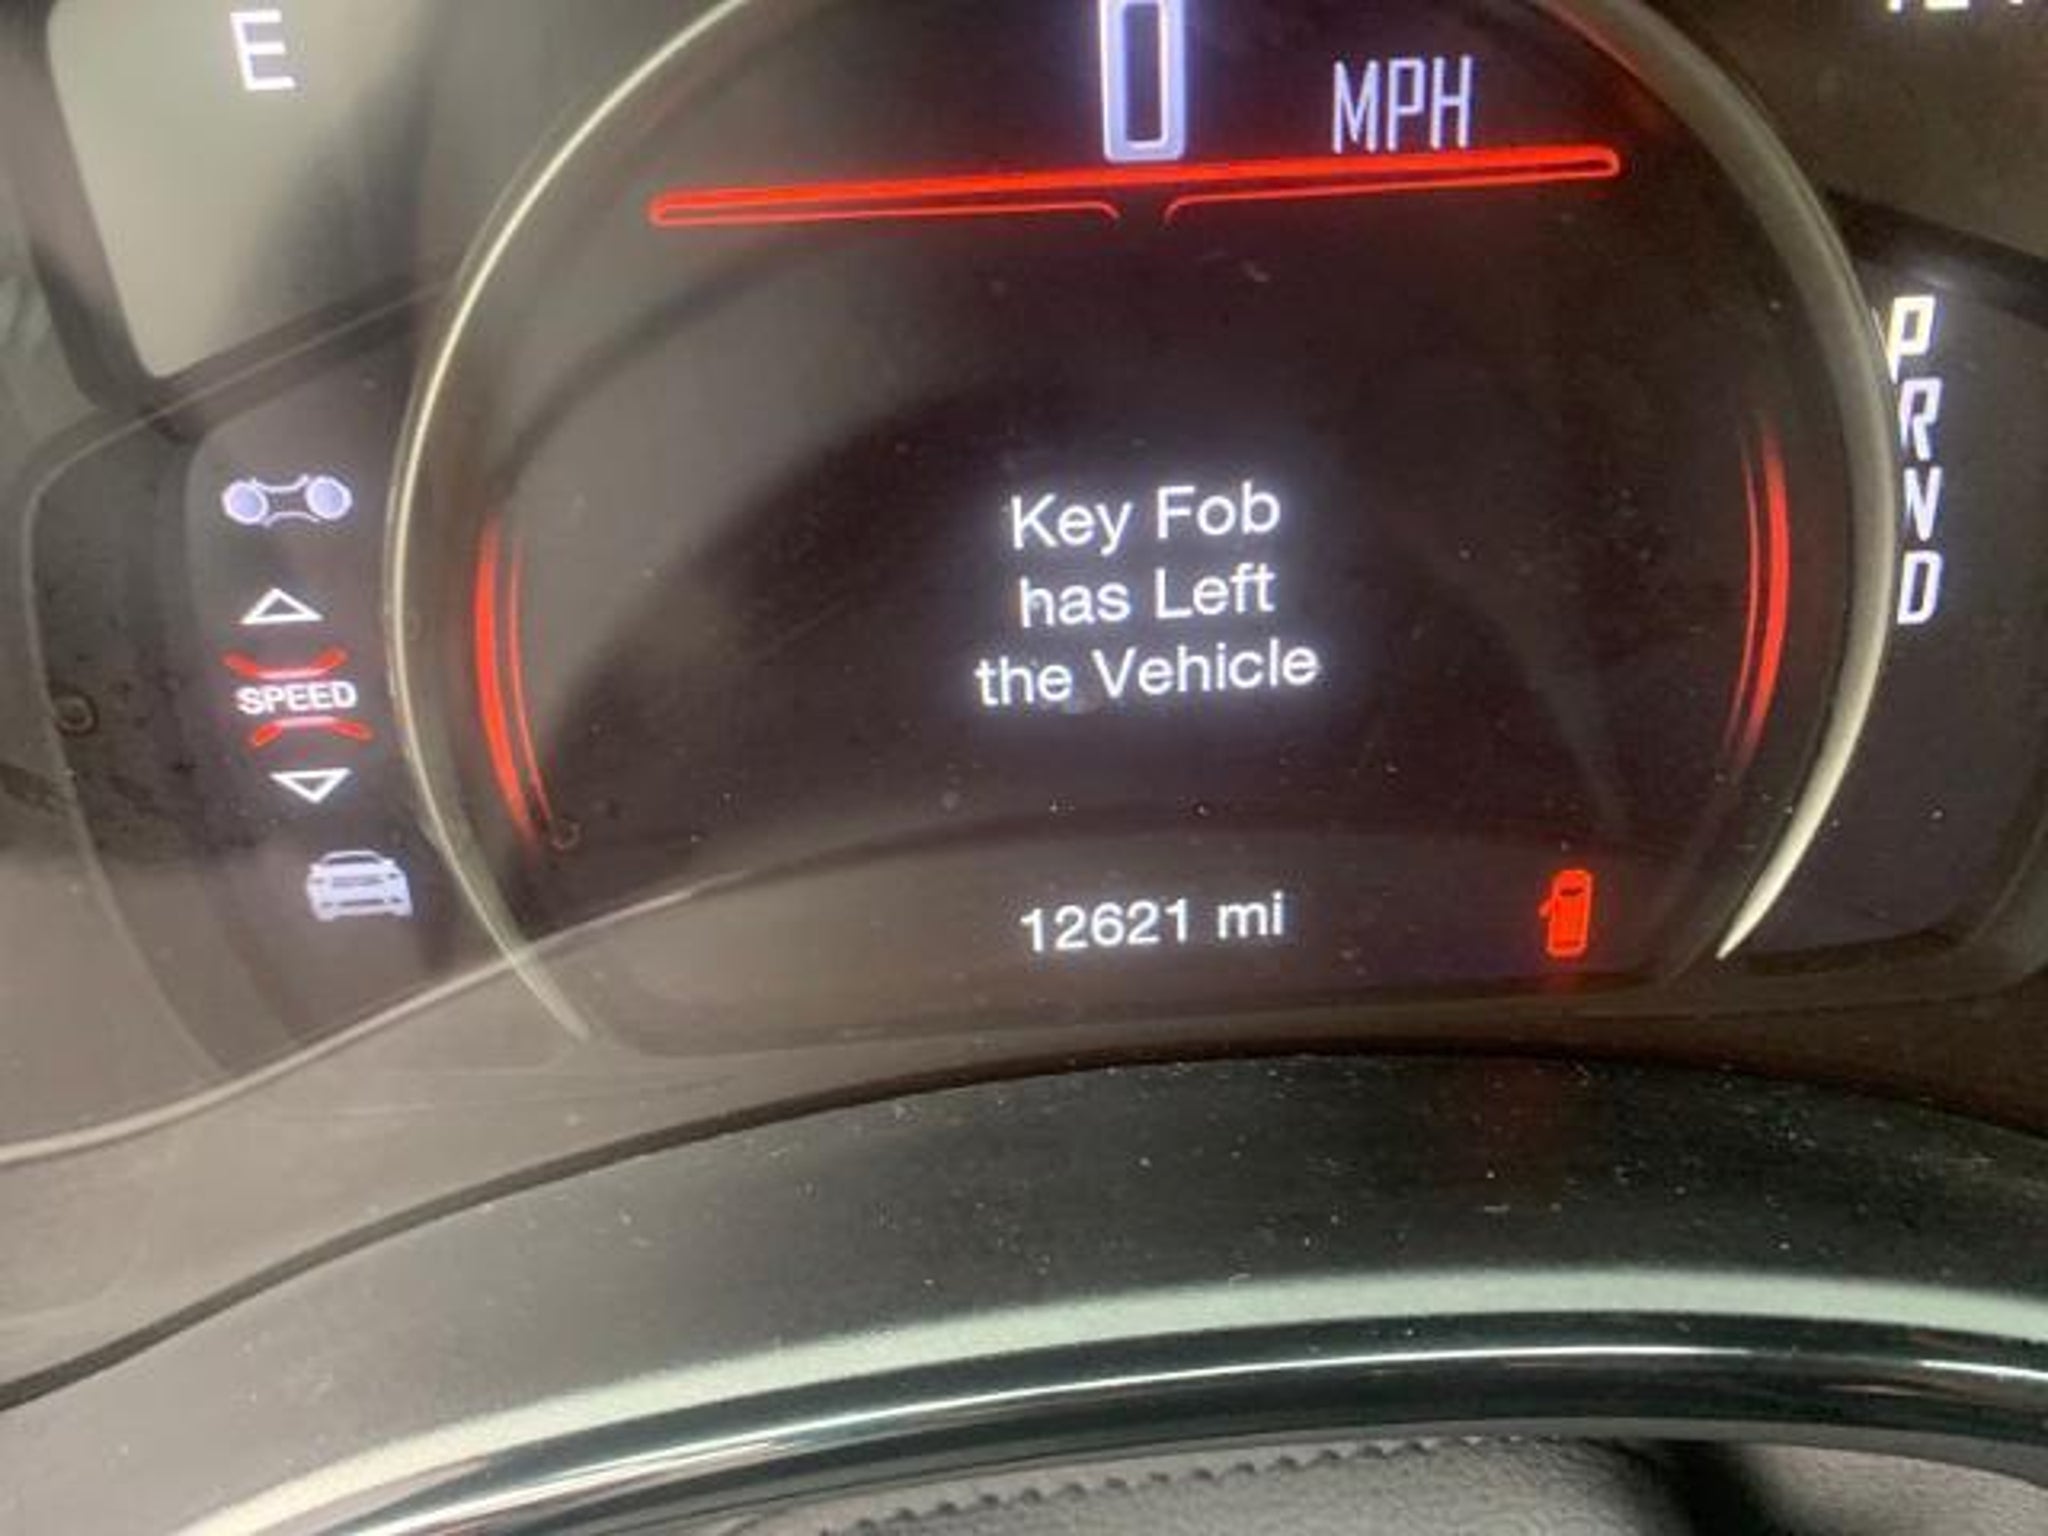 E
0 MPH
P
R
N
D
Key Fob
has Left
the Vehicle
SPEED
12621 mi